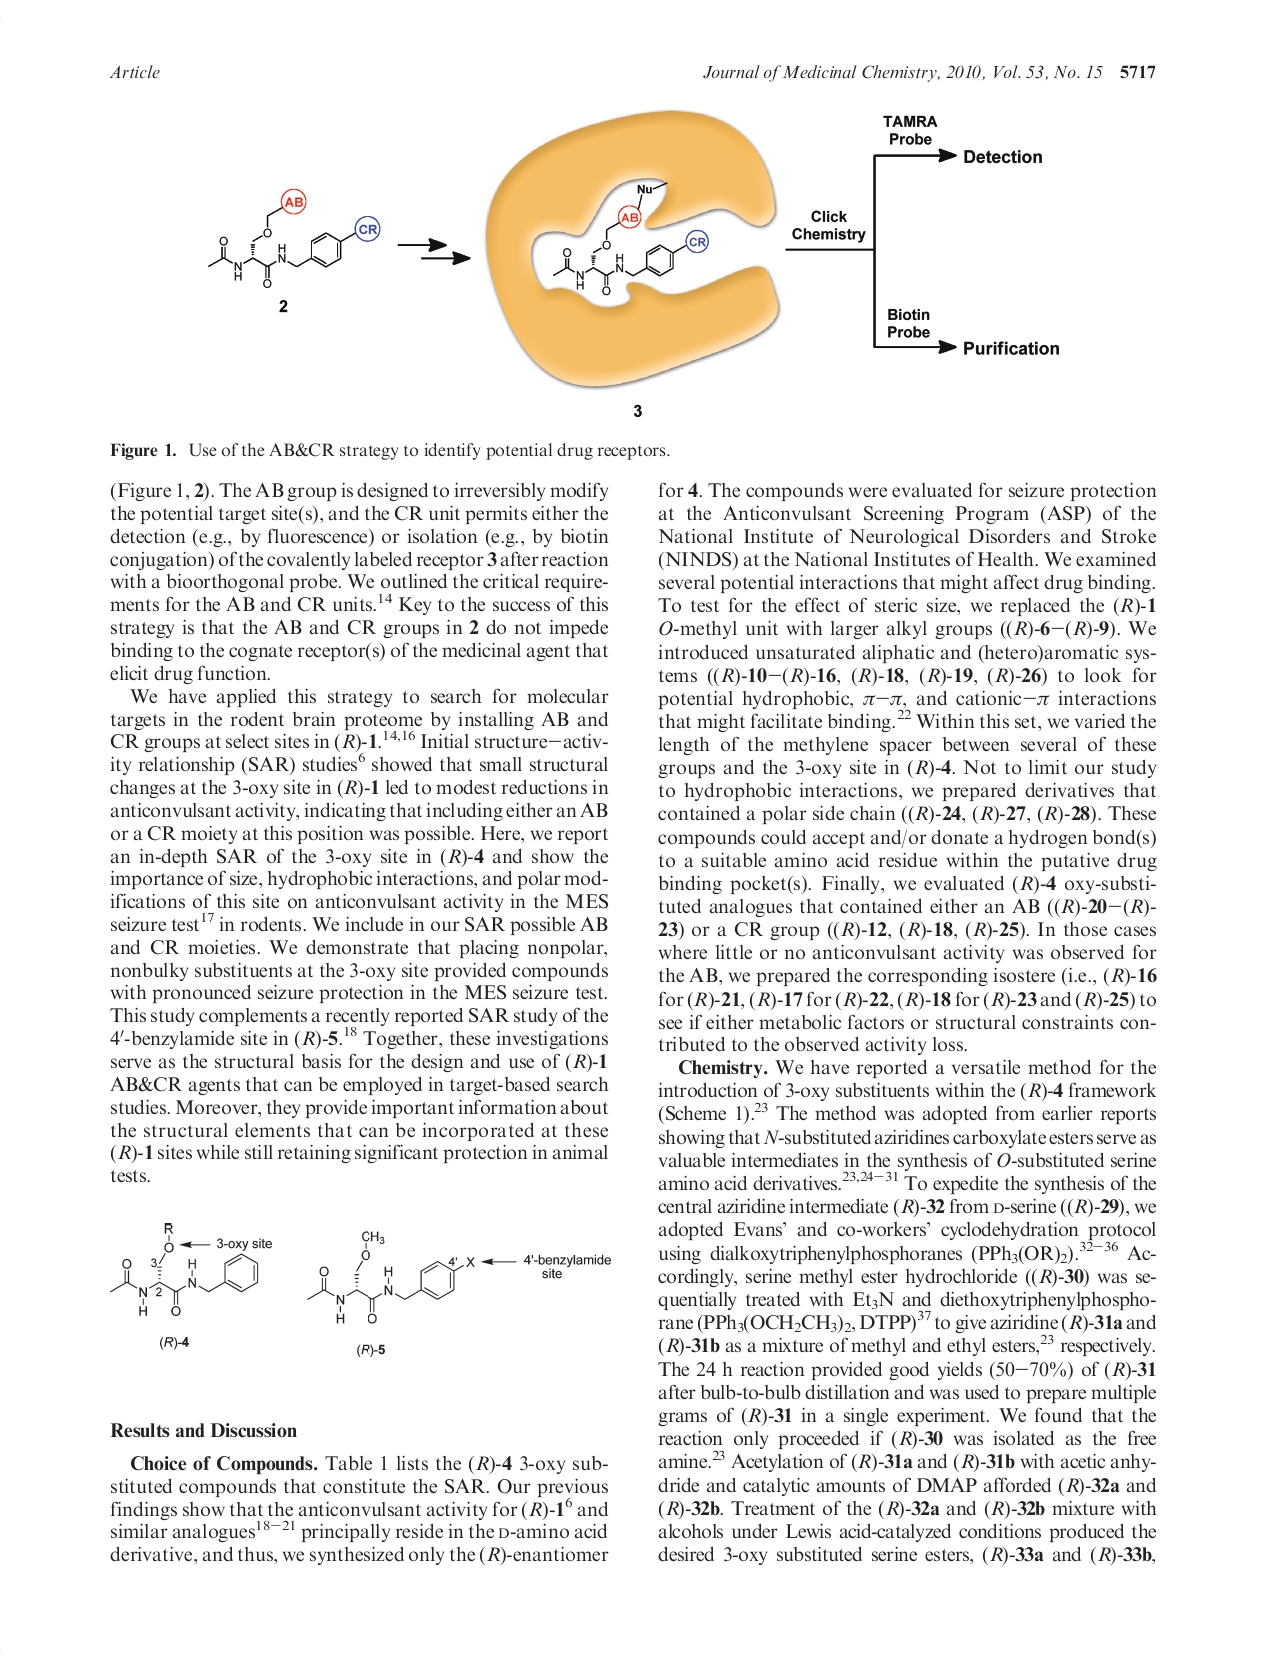 Article
Journal of Medicinal Chemistry, 2010, Vol. 53, No. 15 5717
TAMRA
Probe
Detection
AB
O
CR
O
N
H
H
N
O
2
Nu
AB
O
CR
O
N
H
H
N
O
3
Click
Chemistry
Biotin
Probe
Purification
Figure 1. Use of the AB&CR strategy to identify potential drug receptors.
(Figure 1, 2). The AB group is designed to irreversibly modify
the potential target site(s), and the CR unit permits either the
detection (e.g., by fluorescence) or isolation (e.g., by biotin
conjugation) of the covalently labeled receptor 3 after reaction
with a bioorthogonal probe. We outlined the critical require-
ments for the AB and CR units.14 Key to the success of this
strategy is that the AB and CR groups in 2 do not impede
binding to the cognate receptor(s) of the medicinal agent that
elicit drug function.
We have applied this strategy to search for molecular
targets in the rodent brain proteome by installing AB and
CR groups at select sites in (R)-1.14,16 Initial structure−activ-
ity relationship (SAR) studies6 showed that small structural
changes at the 3-oxy site in (R)-1 led to modest reductions in
anticonvulsant activity, indicating that including either an AB
or a CR moiety at this position was possible. Here, we report
an in-depth SAR of the 3-oxy site in (R)-4 and show the
importance of size, hydrophobic interactions, and polar mod-
ifications of this site on anticonvulsant activity in the MES
seizure test17 in rodents. We include in our SAR possible AB
and CR moieties. We demonstrate that placing nonpolar,
nonbulky substituents at the 3-oxy site provided compounds
with pronounced seizure protection in the MES seizure test.
This study complements a recently reported SAR study of the
4′-benzylamide site in (R)-5.18 Together, these investigations
serve as the structural basis for the design and use of (R)-1
AB&CR agents that can be employed in target-based search
studies. Moreover, they provide important information about
the structural elements that can be incorporated at these
(R)-1 sites while still retaining significant protection in animal
tests.
R
O
3-oxy site
3
O
H
N
N
2
H
O
(R)-4
CH3
O
4'
X
4'-benzylamide
site
O
H
N
N
H
O
(R)-5
Results and Discussion
Choice of Compounds. Table 1 lists the (R)-4 3-oxy sub-
stituted compounds that constitute the SAR. Our previous
findings show that the anticonvulsant activity for (R)-16 and
similar analogues18−21 principally reside in the D-amino acid
derivative, and thus, we synthesized only the (R)-enantiomer
for 4. The compounds were evaluated for seizure protection
at the Anticonvulsant Screening Program (ASP) of the
National Institute of Neurological Disorders and Stroke
(NINDS) at the National Institutes of Health. We examined
several potential interactions that might affect drug binding.
To test for the effect of steric size, we replaced the (R)-1
O-methyl unit with larger alkyl groups ((R)-6−(R)-9). We
introduced unsaturated aliphatic and (hetero)aromatic sys-
tems ((R)-10−(R)-16, (R)-18, (R)-19, (R)-26) to look for
potential hydrophobic, π−π, and cationic−π interactions
that might facilitate binding.22 Within this set, we varied the
length of the methylene spacer between several of these
groups and the 3-oxy site in (R)-4. Not to limit our study
to hydrophobic interactions, we prepared derivatives that
contained a polar side chain ((R)-24, (R)-27, (R)-28). These
compounds could accept and/or donate a hydrogen bond(s)
to a suitable amino acid residue within the putative drug
binding pocket(s). Finally, we evaluated (R)-4 oxy-substi-
tuted analogues that contained either an AB ((R)-20−(R)-
23) or a CR group ((R)-12, (R)-18, (R)-25). In those cases
where little or no anticonvulsant activity was observed for
the AB, we prepared the corresponding isostere (i.e., (R)-16
for (R)-21, (R)-17 for (R)-22, (R)-18 for (R)-23 and (R)-25) to
see if either metabolic factors or structural constraints con-
tributed to the observed activity loss.
Chemistry. We have reported a versatile method for the
introduction of 3-oxy substituents within the (R)-4 framework
(Scheme 1).23 The method was adopted from earlier reports
showing that N-substituted aziridines carboxylate esters serve as
valuable intermediates in the synthesis of O-substituted serine
amino acid derivatives.23,24−31 To expedite the synthesis of the
central aziridine intermediate (R)-32 from D-serine ((R)-29), we
adopted Evans' and co-workers' cyclodehydration protocol
using dialkoxytriphenylphosphoranes (PPh3(OR)2).32−36 Ac-
cordingly, serine methyl ester hydrochloride ((R)-30) was se-
quentially treated with Et3N and diethoxytriphenylphospho-
rane (PPh3(OCH2CH3)2, DTPP)37 to give aziridine (R)-31a and
(R)-31b as a mixture of methyl and ethyl esters,23 respectively.
The 24 h reaction provided good yields (50−70%) of (R)-31
after bulb-to-bulb distillation and was used to prepare multiple
grams of (R)-31 in a single experiment. We found that the
reaction only proceeded if (R)-30 was isolated as the free
amine.23 Acetylation of (R)-31a and (R)-31b with acetic anhy-
dride and catalytic amounts of DMAP afforded (R)-32a and
(R)-32b. Treatment of the (R)-32a and (R)-32b mixture with
alcohols under Lewis acid-catalyzed conditions produced the
desired 3-oxy substituted serine esters, (R)-33a and (R)-33b,